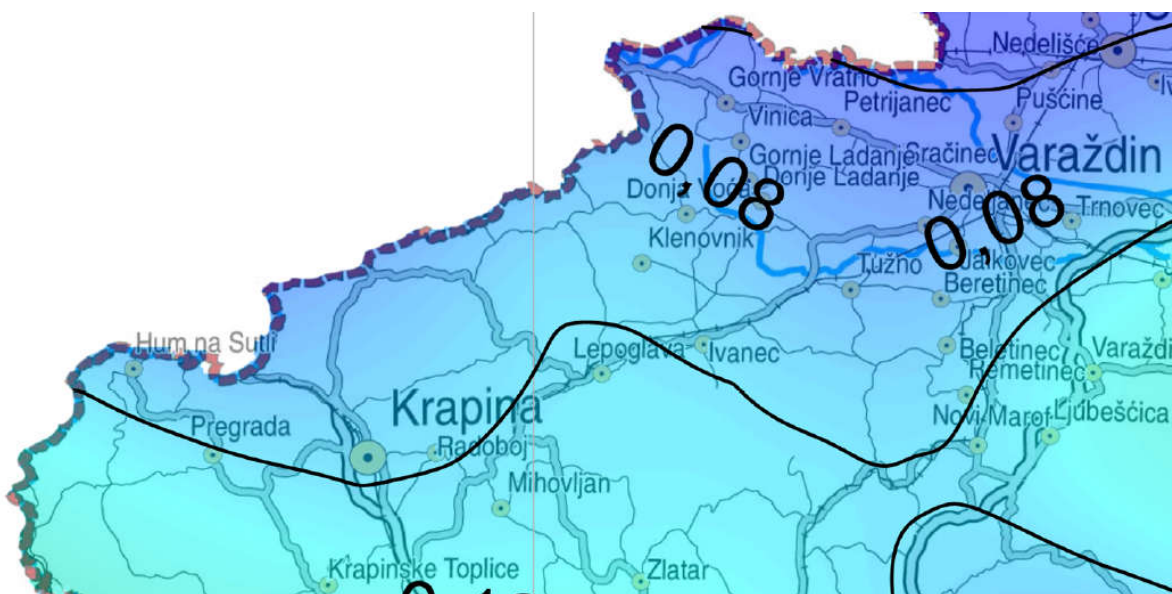 Nedelišće
Gornje Vratno
Petrijanec
Pušćine
Vinica
Varaždin
Gornje Ladanje
Sračinec
Donje Ladanje
0,08
Donja Voća
Nedeljanec
0,08
Trnovec
Klenovnik
Tužno
Jalkovec
Beretinec
Hum na Sutli
Lepoglava
Ivanec
Beletinec
Remetinec
Krapina
Novi Marof
Ljubešćica
Pregrada
Radoboj
Mihovljan
Krapinske Toplice
Zlatar